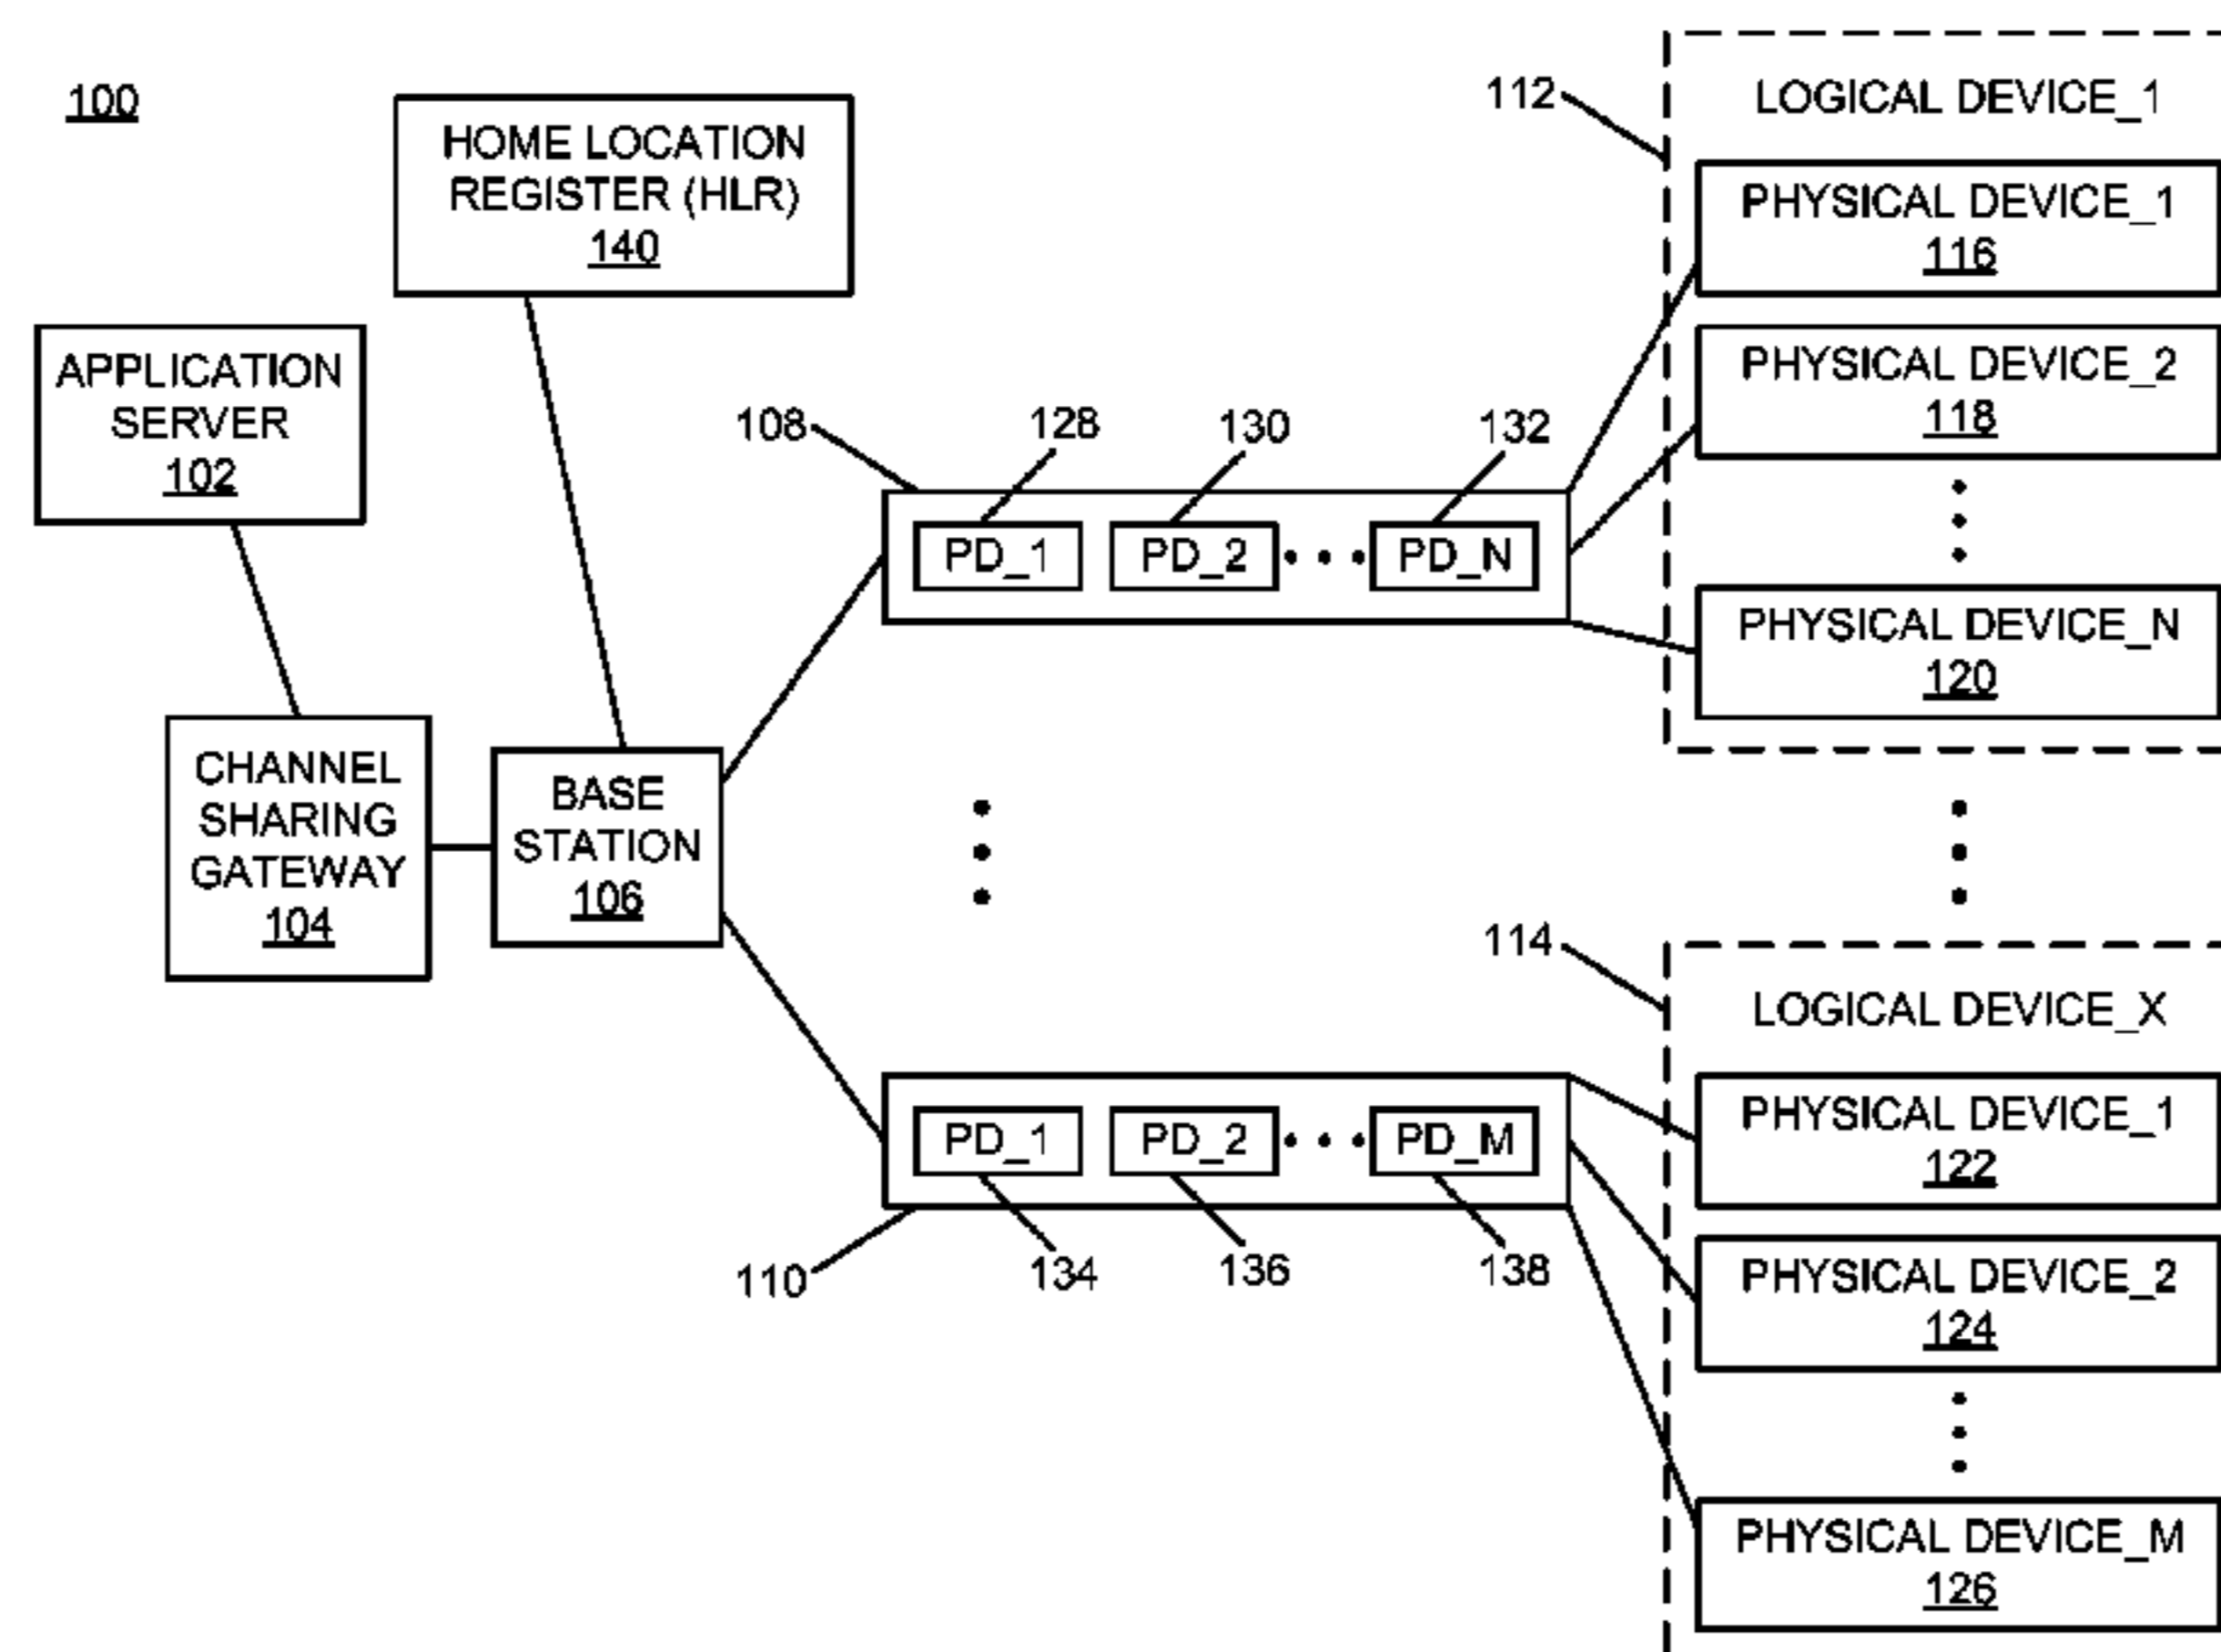 100
HOME LOCATION
REGISTER (HLR)
140
APPLICATION
SERVER
102
CHANNEL
SHARING
GATEWAY
104
BASE
STATION
106
108
128
130
132
PD_1
PD_2
PD_N
112
LOGICAL DEVICE_1
PHYSICAL DEVICE_1
116
PHYSICAL DEVICE_2
118
PHYSICAL DEVICE_N
120
PD_1
PD_2
PD_M
110
134
136
138
114
LOGICAL DEVICE_X
PHYSICAL DEVICE_1
122
PHYSICAL DEVICE_2
124
PHYSICAL DEVICE_M
126